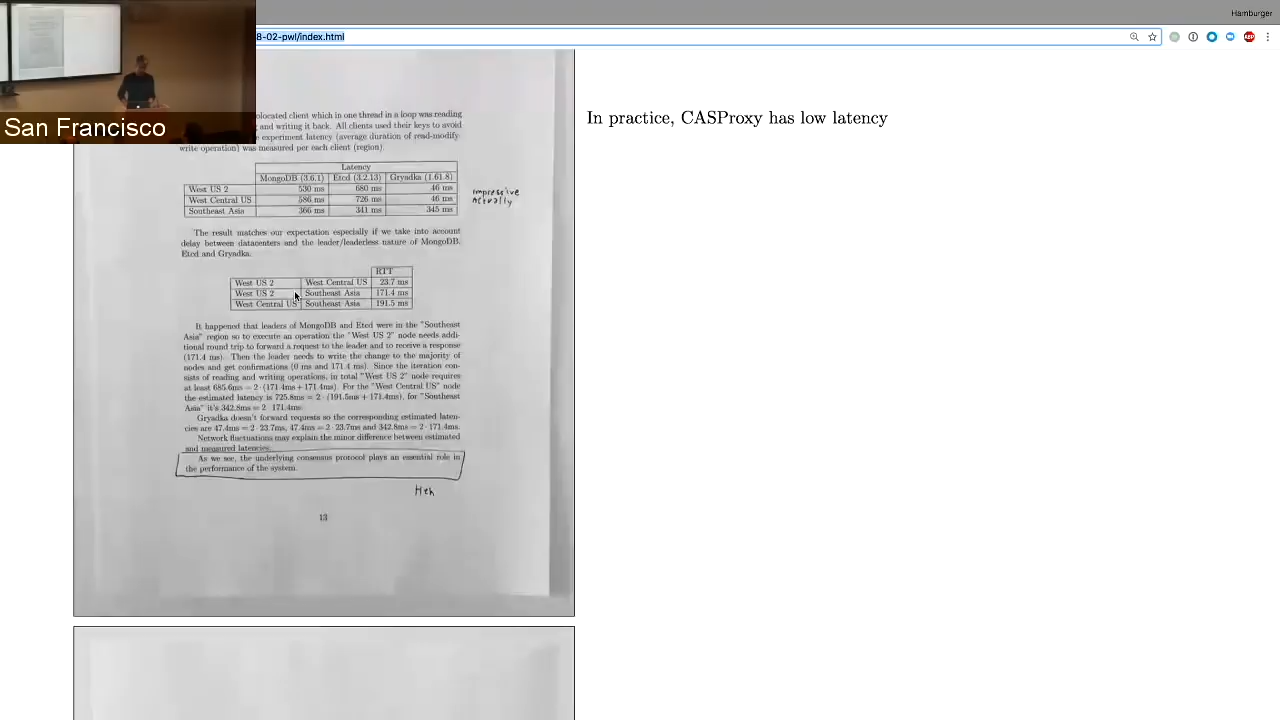 Hamburger
8-02-pwl/index.html
San Francisco
In practice, CASProxy has low latency
olocated client which in one thread in a loop was reading
and writing it back. All clients used their keys to avoid
e experiment latency (average duration of read-modify-
write operation) was measured per each client (region).
Latency
MongoDB (3.6.1) Etcd (3.2.13) Gryadka (1.61.8)
West US 2 530 ms 680 ms 46 ms
West Central US 586 ms 726 ms 46 ms
Southeast Asia 366 ms 341 ms 345 ms
impressive
actually
The result matches our expectation especially if we take into account
delay between datacenters and the leader/leaderless nature of MongoDB,
Etcd and Gryadka.
RTT
West US 2 West Central US 23.7 ms
West US 2 Southeast Asia 171.4 ms
West Central US Southeast Asia 191.5 ms
It happened that leaders of MongoDB and Etcd were in the "Southeast
Asia" region so to execute an operation the "West US 2" node needs addi-
tional round trip to forward a request to the leader and to receive a response
(171.4 ms). Then the leader needs to write the change to the majority of
nodes and get confirmations (0 ms and 171.4 ms). Since the iteration con-
sists of reading and writing operations, in total "West US 2" node requires
at least 685.6ms = 2 · (171.4ms + 171.4ms). For the "West Central US" node
the estimated latency is 725.8ms = 2 · (191.5ms + 171.4ms), for "Southeast
Asia" it's 342.8ms = 2 · 171.4ms.
Gryadka doesn't forward requests so the corresponding estimated laten-
cies are 47.4ms = 2 · 23.7ms, 47.4ms = 2 · 23.7ms and 342.8ms = 2 · 171.4ms.
Network fluctuations may explain the minor difference between estimated
and measured latencies.
As we see, the underlying consensus protocol plays an essential role in
the performance of the system.
Heh
13